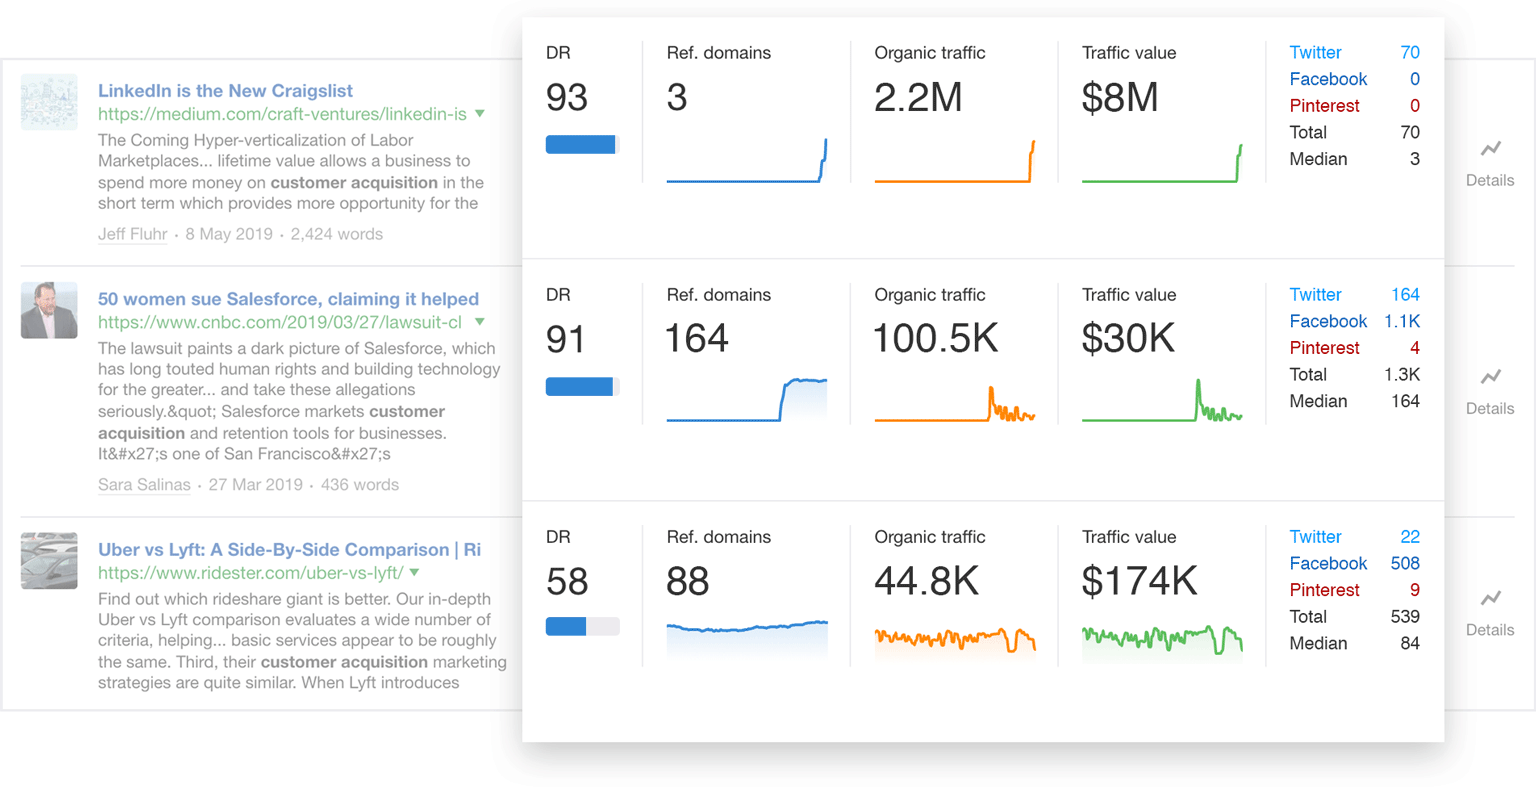 LinkedIn is the New Craigslist
https://medium.com/craft-ventures/linkedin-is
The Coming Hyper-verticalization of Labor
Marketplaces... lifetime value allows a business to
spend more money on customer acquisition in the
short term which provides more opportunity for the
Jeff Fluhr · 8 May 2019 · 2,424 words
DR
93
Ref. domains
3
Organic traffic
2.2M
Traffic value
$8M
Twitter 70
Facebook 0
Pinterest 0
Total 70
Median 3
Details
50 women sue Salesforce, claiming it helped
https://www.cnbc.com/2019/03/27/lawsuit-cl
The lawsuit paints a dark picture of Salesforce, which
has long touted human rights and building technology
for the greater... and take these allegations
seriously.&quot; Salesforce markets customer
acquisition and retention tools for businesses.
It&#x27;s one of San Francisco&#x27;s
Sara Salinas · 27 Mar 2019 · 436 words
DR
91
Ref. domains
164
Organic traffic
100.5K
Traffic value
$30K
Twitter 164
Facebook 1.1K
Pinterest 4
Total 1.3K
Median 164
Details
Uber vs Lyft: A Side-By-Side Comparison | Ri
https://www.ridester.com/uber-vs-lyft/
Find out which rideshare giant is better. Our in-depth
Uber vs Lyft comparison evaluates a wide number of
criteria, helping... basic services appear to be roughly
the same. Third, their customer acquisition marketing
strategies are quite similar. When Lyft introduces
DR
58
Ref. domains
88
Organic traffic
44.8K
Traffic value
$174K
Twitter 22
Facebook 508
Pinterest 9
Total 539
Median 84
Details